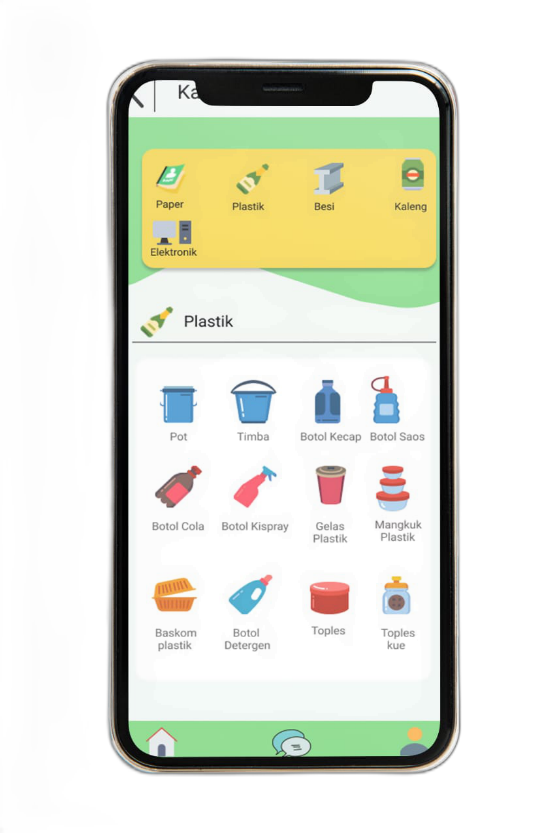 Paper
Plastik
Besi
Kaleng
Elektronik
Plastik
Pot
Timba
Botol Kecap
Botol Saos
Botol Cola
Botol Kispray
Gelas
Plastik
Mangkuk
Plastik
Baskom
plastik
Botol
Detergen
Toples
Toples
kue